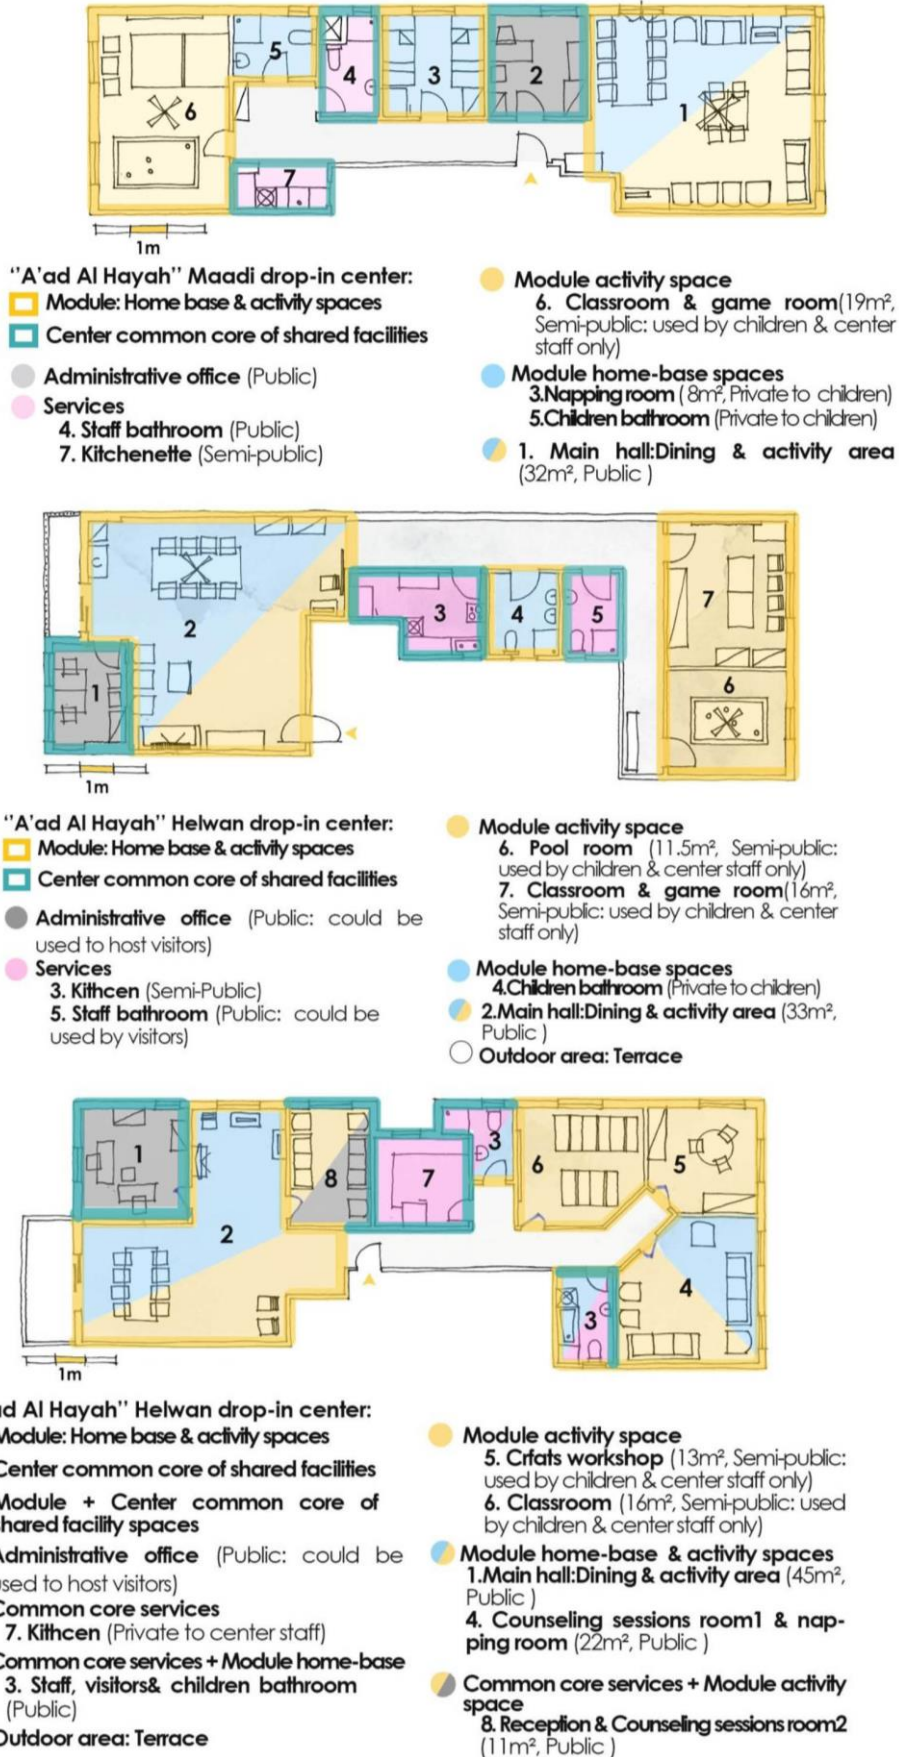 5
4
3
2
1
6
7
1m
"A'ad Al Hayah" Maadi drop-in center:
Module: Home base & activity spaces
Center common core of shared facilities
Administrative office (Public)
Services
4. Staff bathroom (Public)
7. Kitchenette (Semi-public)
Module activity space
6. Classroom & game room(19m²,
Semi-public: used by children & center
staff only)
Module home-base spaces
3.Napping room ( 8m², Private to children)
5.Children bathroom (Private to children)
1. Main hall:Dining & activity area
(32m², Public )
2
3
4
5
7
1
6
1m
"A'ad Al Hayah" Helwan drop-in center:
Module: Home base & activity spaces
Center common core of shared facilities
Administrative office (Public: could be
used to host visitors)
Services
3. Kithcen (Semi-Public)
5. Staff bathroom (Public: could be
used by visitors)
Module activity space
6. Pool room (11.5m², Semi-public:
used by children & center staff only)
7. Classroom & game room(16m²,
Semi-public: used by children & center
staff only)
Module home-base spaces
4.Children bathroom (Private to children)
2.Main hall:Dining & activity area (33m²,
Public )
Outdoor area: Terrace
1
8
7
3
6
5
2
4
3
1m
ad Al Hayah" Helwan drop-in center:
Module: Home base & activity spaces
Center common core of shared facilities
Module + Center common core of
shared facility spaces
Administrative office (Public: could be
used to host visitors)
Common core services
7. Kithcen (Private to center staff)
Common core services + Module home-base
3. Staff, visitors& children bathroom
(Public)
Outdoor area: Terrace
Module activity space
5. Crfats workshop (13m², Semi-public:
used by children & center staff only)
6. Classroom (16m², Semi-public: used
by children & center staff only)
Module home-base & activity spaces
1.Main hall:Dining & activity area (45m²,
Public )
4. Counseling sessions room1 & nap-
ping room (22m², Public )
Common core services + Module activity
space
8. Reception & Counseling sessions room2
(11m², Public )